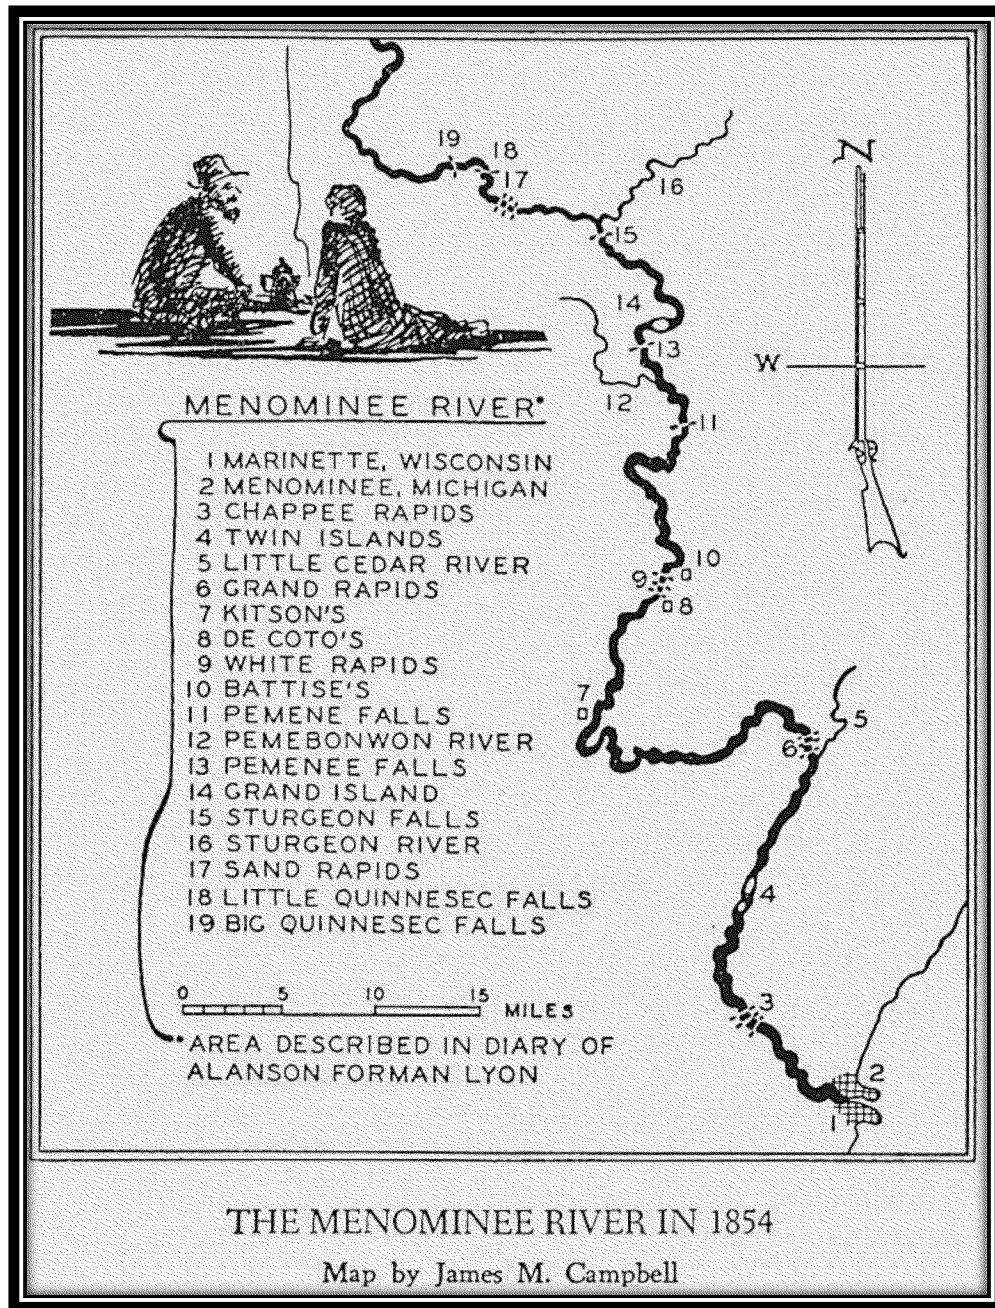 19
18
17
16
15
N
14
13
W
12
11
MENOMINEE RIVER*
1 MARINETTE, WISCONSIN
2 MENOMINEE, MICHIGAN
3 CHAPPEE RAPIDS
4 TWIN ISLANDS
5 LITTLE CEDAR RIVER
6 GRAND RAPIDS
7 KITSON'S
8 DE COTO'S
9 WHITE RAPIDS
10 BATTISE'S
11 PEMENE FALLS
12 PEMEBONWON RIVER
13 PEMENEE FALLS
14 GRAND ISLAND
15 STURGEON FALLS
16 STURGEON RIVER
17 SAND RAPIDS
18 LITTLE QUINNESEC FALLS
19 BIG QUINNESEC FALLS
10
9
8
7
5
6
4
3
2
1
0 5 10 15 MILES
*AREA DESCRIBED IN DIARY OF
ALANSON FORMAN LYON
THE MENOMINEE RIVER IN 1854
Map by James M. Campbell